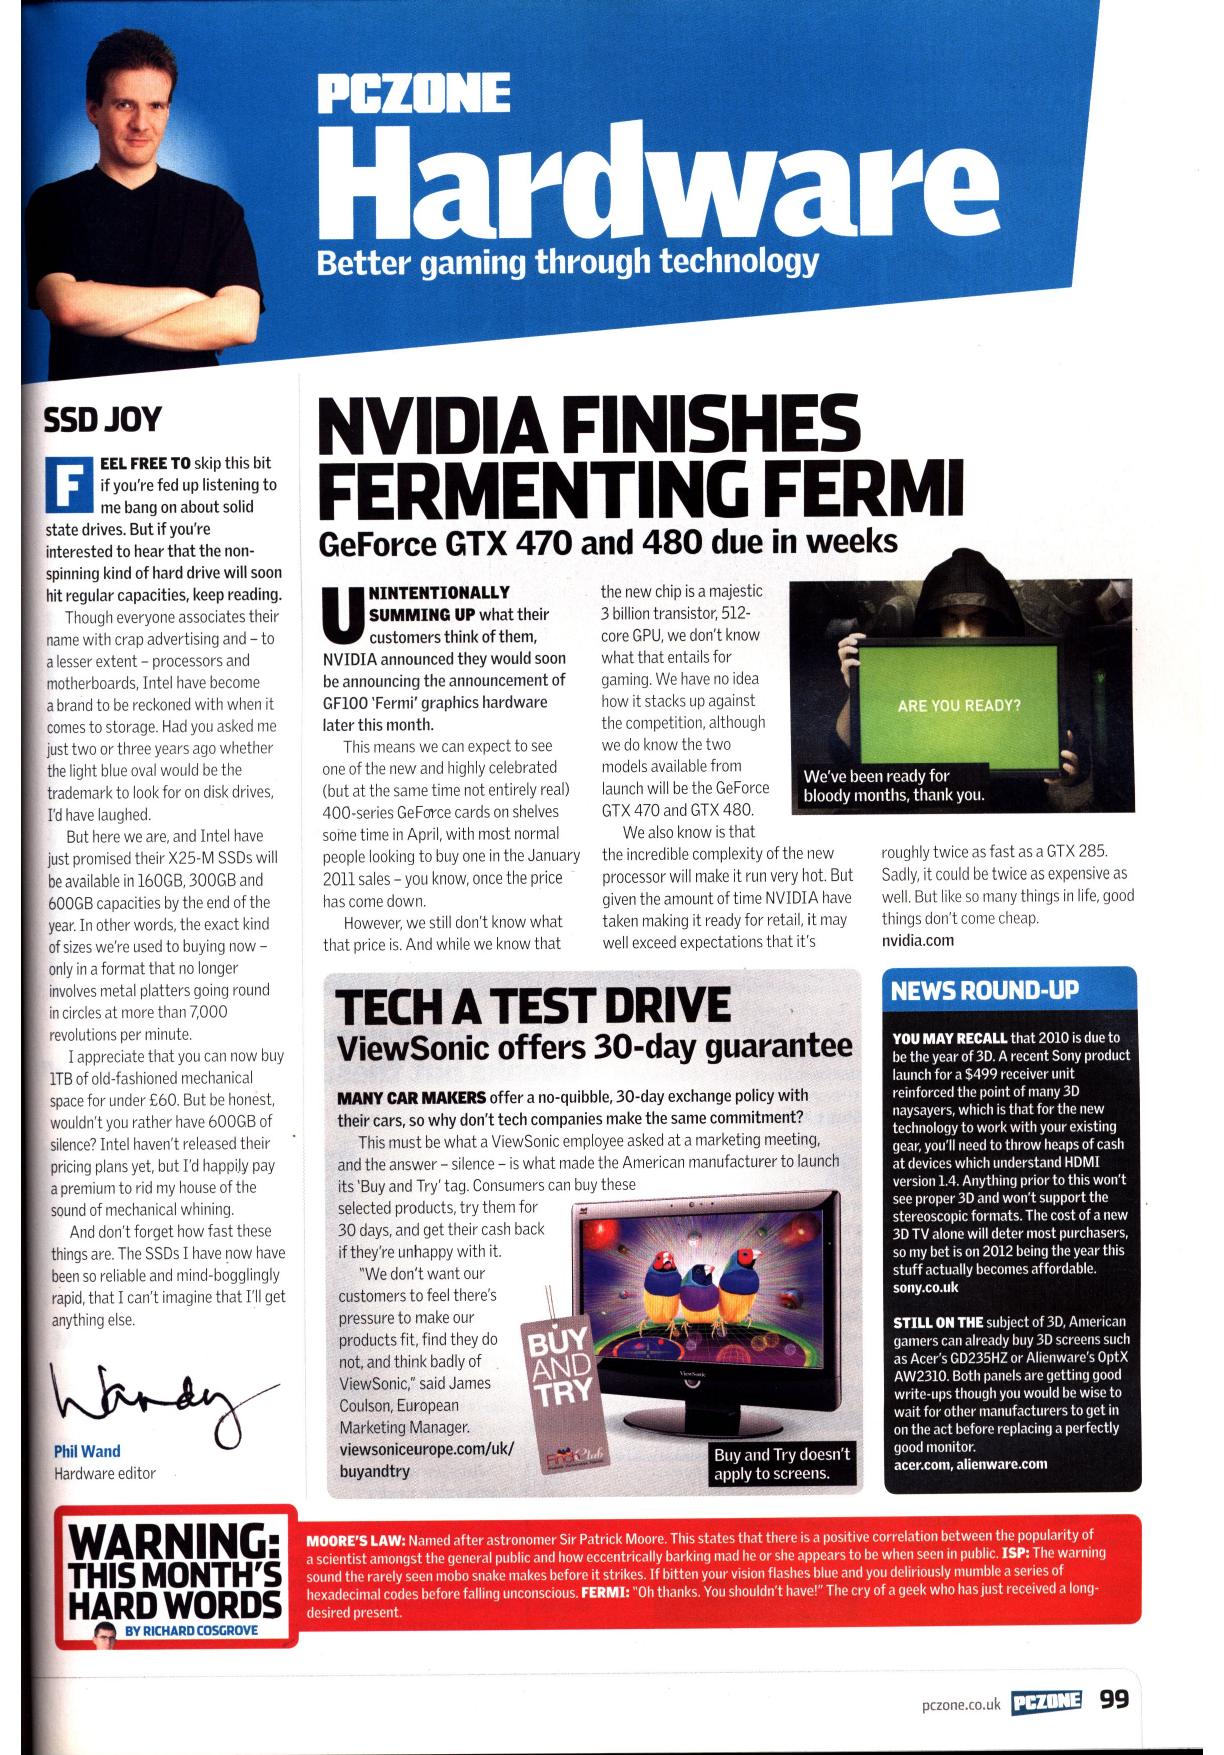 PCZONE
Hardware
Better gaming through technology
SSD JOY
FEEL FREE TO skip this bit
if you're fed up listening to
me bang on about solid
state drives. But if you're
interested to hear that the non-
spinning kind of hard drive will soon
hit regular capacities, keep reading.
Though everyone associates their
name with crap advertising and – to
a lesser extent – processors and
motherboards, Intel have become
a brand to be reckoned with when it
comes to storage. Had you asked me
just two or three years ago whether
the light blue oval would be the
trademark to look for on disk drives,
I'd have laughed.
But here we are, and Intel have
just promised their X25-M SSDs will
be available in 160GB, 300GB and
600GB capacities by the end of the
year. In other words, the exact kind
of sizes we're used to buying now –
only in a format that no longer
involves metal platters going round
in circles at more than 7,000
revolutions per minute.
I appreciate that you can now buy
1TB of old-fashioned mechanical
space for under £60. But be honest,
wouldn't you rather have 600GB of
silence? Intel haven't released their
pricing plans yet, but I'd happily pay
a premium to rid my house of the
sound of mechanical whining.
And don't forget how fast these
things are. The SSDs I have now have
been so reliable and mind-bogglingly
rapid, that I can't imagine that I'll get
anything else.
Wandy
Phil Wand
Hardware editor
NVIDIA FINISHES
FERMENTING FERMI
GeForce GTX 470 and 480 due in weeks
UNINTENTIONALLY
SUMMING UP what their
customers think of them,
NVIDIA announced they would soon
be announcing the announcement of
GF100 'Fermi' graphics hardware
later this month.
This means we can expect to see
one of the new and highly celebrated
(but at the same time not entirely real)
400-series GeForce cards on shelves
some time in April, with most normal
people looking to buy one in the January
2011 sales – you know, once the price
has come down.
However, we still don't know what
that price is. And while we know that
the new chip is a majestic
3 billion transistor, 512-
core GPU, we don't know
what that entails for
gaming. We have no idea
how it stacks up against
the competition, although
we do know the two
models available from
launch will be the GeForce
GTX 470 and GTX 480.
We also know is that
the incredible complexity of the new
processor will make it run very hot. But
given the amount of time NVIDIA have
taken making it ready for retail, it may
well exceed expectations that it's
ARE YOU READY?
We've been ready for
bloody months, thank you.
roughly twice as fast as a GTX 285.
Sadly, it could be twice as expensive as
well. But like so many things in life, good
things don't come cheap.
nvidia.com
TECH A TEST DRIVE
ViewSonic offers 30-day guarantee
MANY CAR MAKERS offer a no-quibble, 30-day exchange policy with
their cars, so why don't tech companies make the same commitment?
This must be what a ViewSonic employee asked at a marketing meeting,
and the answer – silence – is what made the American manufacturer to launch
its 'Buy and Try' tag. Consumers can buy these
selected products, try them for
30 days, and get their cash back
if they're unhappy with it.
"We don't want our
customers to feel there's
pressure to make our
products fit, find they do
not, and think badly of
ViewSonic," said James
Coulson, European
Marketing Manager.
viewsoniceurope.com/uk/
buyandtry
BUY
AND
TRY
Finch Club
ViewSonic
Buy and Try doesn't
apply to screens.
NEWS ROUND-UP
YOU MAY RECALL that 2010 is due to
be the year of 3D. A recent Sony product
launch for a $499 receiver unit
reinforced the point of many 3D
naysayers, which is that for the new
technology to work with your existing
gear, you'll need to throw heaps of cash
at devices which understand HDMI
version 1.4. Anything prior to this won't
see proper 3D and won't support the
stereoscopic formats. The cost of a new
3D TV alone will deter most purchasers,
so my bet is on 2012 being the year this
stuff actually becomes affordable.
sony.co.uk
STILL ON THE subject of 3D, American
gamers can already buy 3D screens such
as Acer's GD235HZ or Alienware's OptX
AW2310. Both panels are getting good
write-ups though you would be wise to
wait for other manufacturers to get in
on the act before replacing a perfectly
good monitor.
acer.com, alienware.com
WARNING:
THIS MONTH'S
HARD WORDS
BY RICHARD COSGROVE
MOORE'S LAW: Named after astronomer Sir Patrick Moore. This states that there is a positive correlation between the popularity of
a scientist amongst the general public and how eccentrically barking mad he or she appears to be when seen in public. ISP: The warning
sound the rarely seen mobo snake makes before it strikes. If bitten your vision flashes blue and you deliriously mumble a series of
hexadecimal codes before falling unconscious. FERMI: "Oh thanks. You shouldn't have!" The cry of a geek who has just received a long-
desired present.
pczone.co.uk PCZONE 99